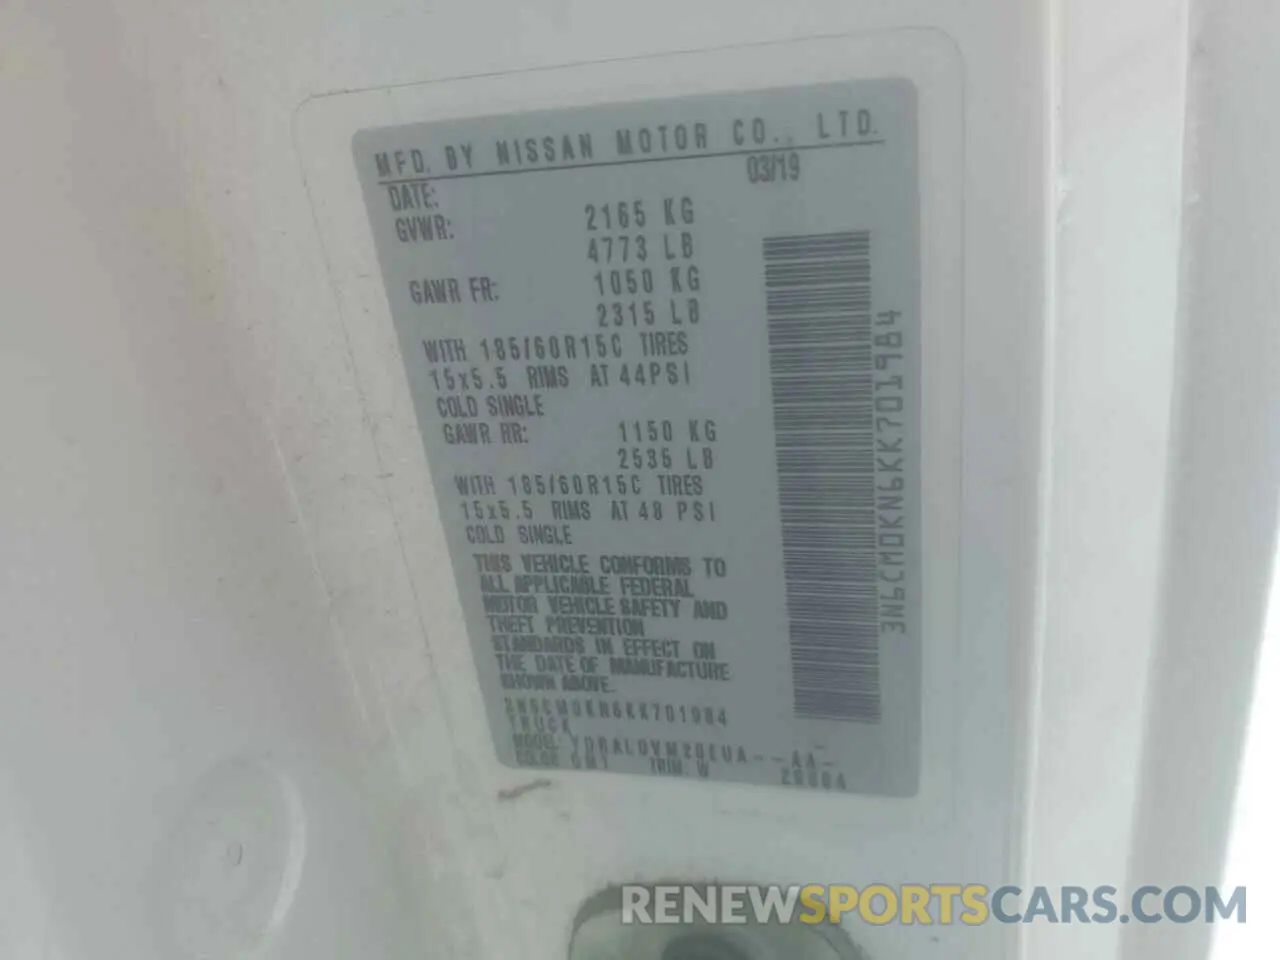 MFD. BY NISSAN MOTOR CO., LTD.
DATE: 03/19
GVWR: 2165 KG
4773 LB
GAWR FR: 1050 KG
2315 LB
WITH 185/60R15C TIRES
15x5.5 RIMS AT 44PSI
COLD SINGLE
GAWR RR: 1150 KG
2535 LB
WITH 185/60R15C TIRES
15x5.5 RIMS AT 48 PSI
COLD SINGLE
THIS VEHICLE CONFORMS TO
ALL APPLICABLE FEDERAL
MOTOR VEHICLE SAFETY AND
THEFT PREVENTION
STANDARDS IN EFFECT ON
THE DATE OF MANUFACTURE
SHOWN ABOVE.
3N6CM0KN6KK701984
TRUCK
MODEL
COLOR QM1 TRIM: W
3N6CM0KN6KK701984
RENEWSPORTSCARS.COM